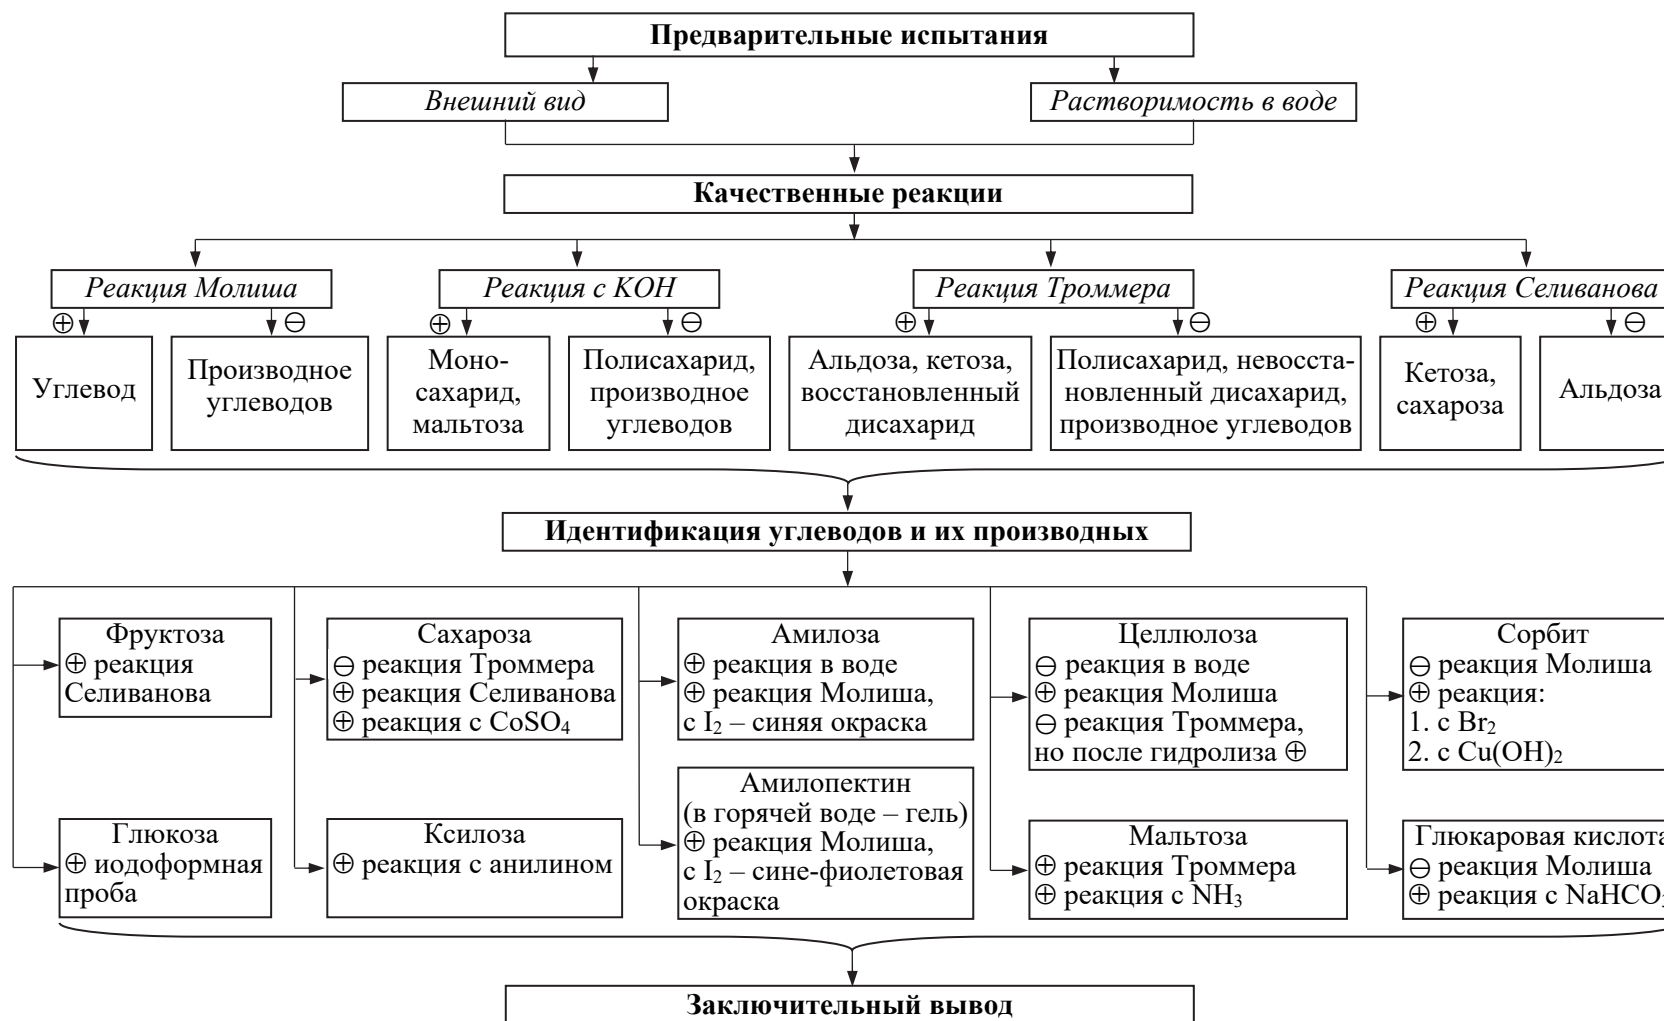 Предварительные испытания
Внешний вид
Растворимость в воде
Качественные реакции
Реакция Молиша
Реакция с KOH
Реакция Троммера
Реакция Селиванова
⊕
⊖
⊕
⊖
⊕
⊖
⊕
⊖
Углевод
Производное
углеводов
Моно-
сахарид,
мальтоза
Полисахарид,
производное
углеводов
Альдоза, кетоза,
восстановленный
дисахарид
Полисахарид, невосста-
новленный дисахарид,
производное углеводов
Кетоза,
сахароза
Альдоза
Идентификация углеводов и их производных
Фруктоза
⊕ реакция
Селиванова
Сахароза
⊖ реакция Троммера
⊕ реакция Селиванова
⊕ реакция с CoSO₄
Амилоза
⊕ реакция в воде
⊕ реакция Молиша,
с I₂ – синяя окраска
Целлюлоза
⊖ реакция в воде
⊕ реакция Молиша
⊖ реакция Троммера,
но после гидролиза ⊕
Сорбит
⊖ реакция Молиша
⊕ реакция:
1. с Br₂
2. с Cu(OH)₂
Глюкоза
⊕ иодоформная
проба
Ксилоза
⊕ реакция с анилином
Амилопектин
(в горячей воде – гель)
⊕ реакция Молиша,
с I₂ – сине-фиолетовая
окраска
Мальтоза
⊕ реакция Троммера
⊕ реакция с NH₃
Глюкаровая кислота
⊖ реакция Молиша
⊕ реакция с NaHCO₃
Заключительный вывод